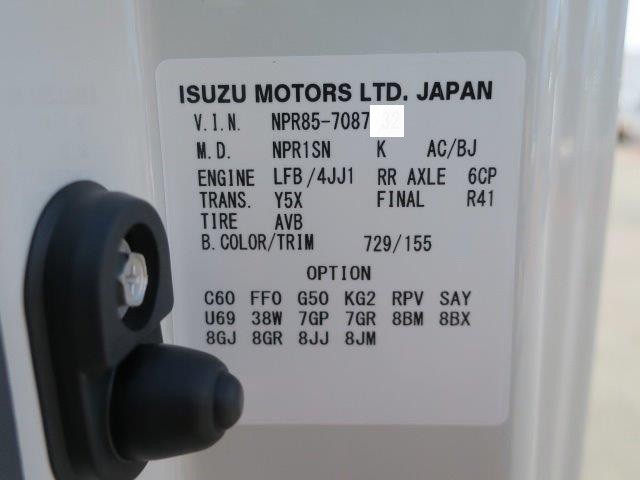 ISUZU MOTORS LTD. JAPAN
V.I.N. NPR85-7087
M.D. NPR1SN K AC/BJ
ENGINE LFB/4JJ1 RR AXLE 6CP
TRANS. Y5X FINAL R41
TIRE AVB
B.COLOR/TRIM 729/155
OPTION
C60 FF0 G50 KG2 RPV SAY
U69 38W 7GP 7GR 8BM 8BX
8GJ 8GR 8JJ 8JM